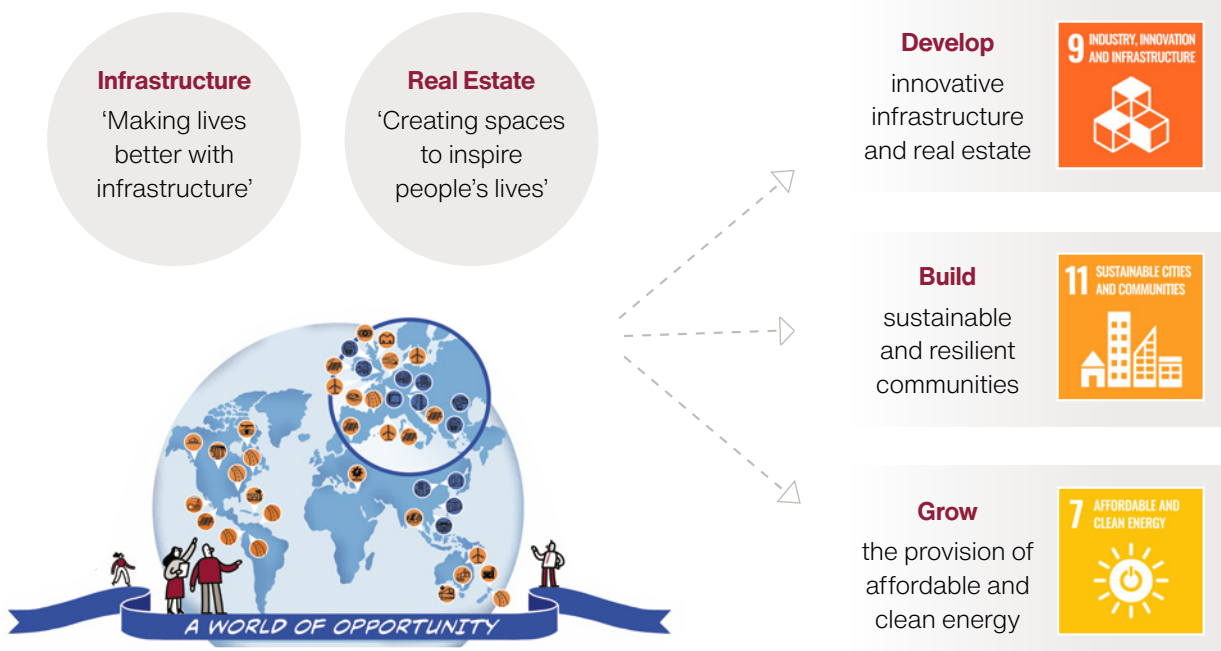 Infrastructure
‘Making lives
better with
infrastructure’
Real Estate
‘Creating spaces
to inspire
people’s lives’
A WORLD OF OPPORTUNITY
Develop
innovative
infrastructure
and real estate
9 INDUSTRY, INNOVATION
AND INFRASTRUCTURE
Build
sustainable
and resilient
communities
11 SUSTAINABLE CITIES
AND COMMUNITIES
Grow
the provision of
affordable and
clean energy
7 AFFORDABLE AND
CLEAN ENERGY